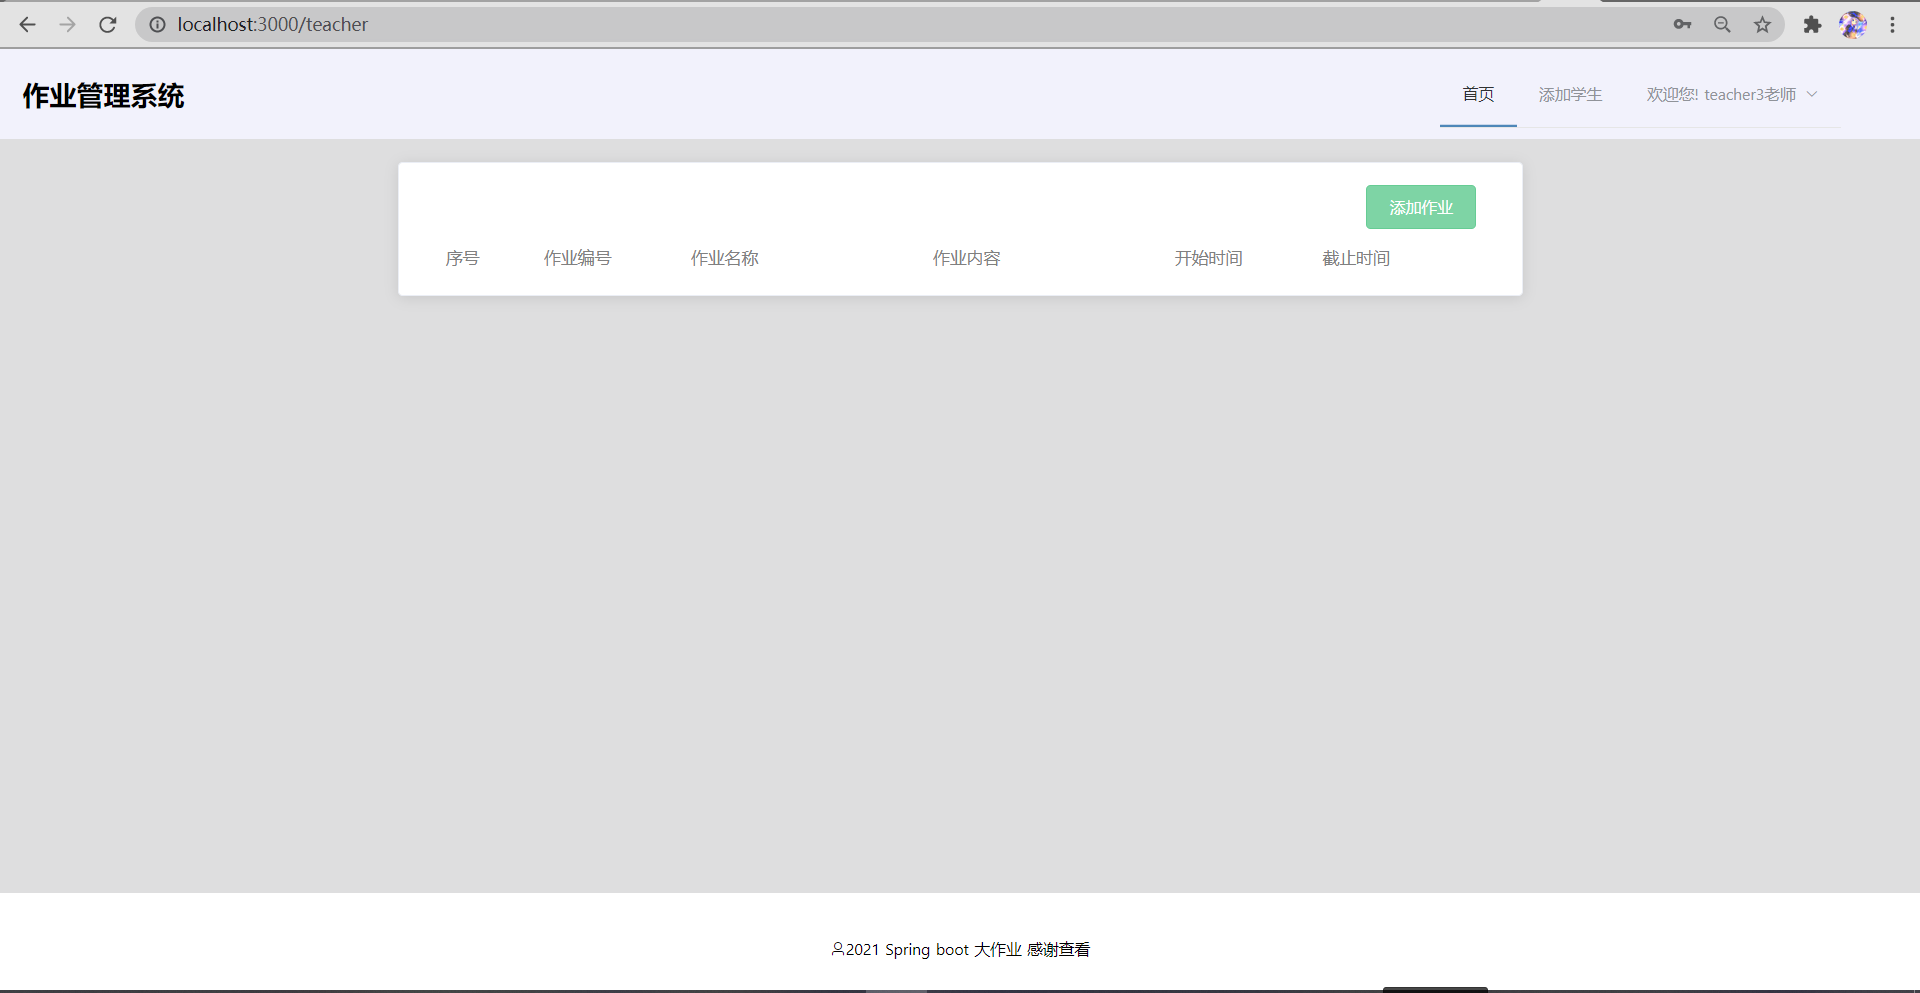 localhost:3000/teacher
作业管理系统
首页
添加学生
欢迎您! teacher3老师
添加作业
序号 作业编号 作业名称 作业内容 开始时间 截止时间
2021 Spring boot 大作业 感谢查看